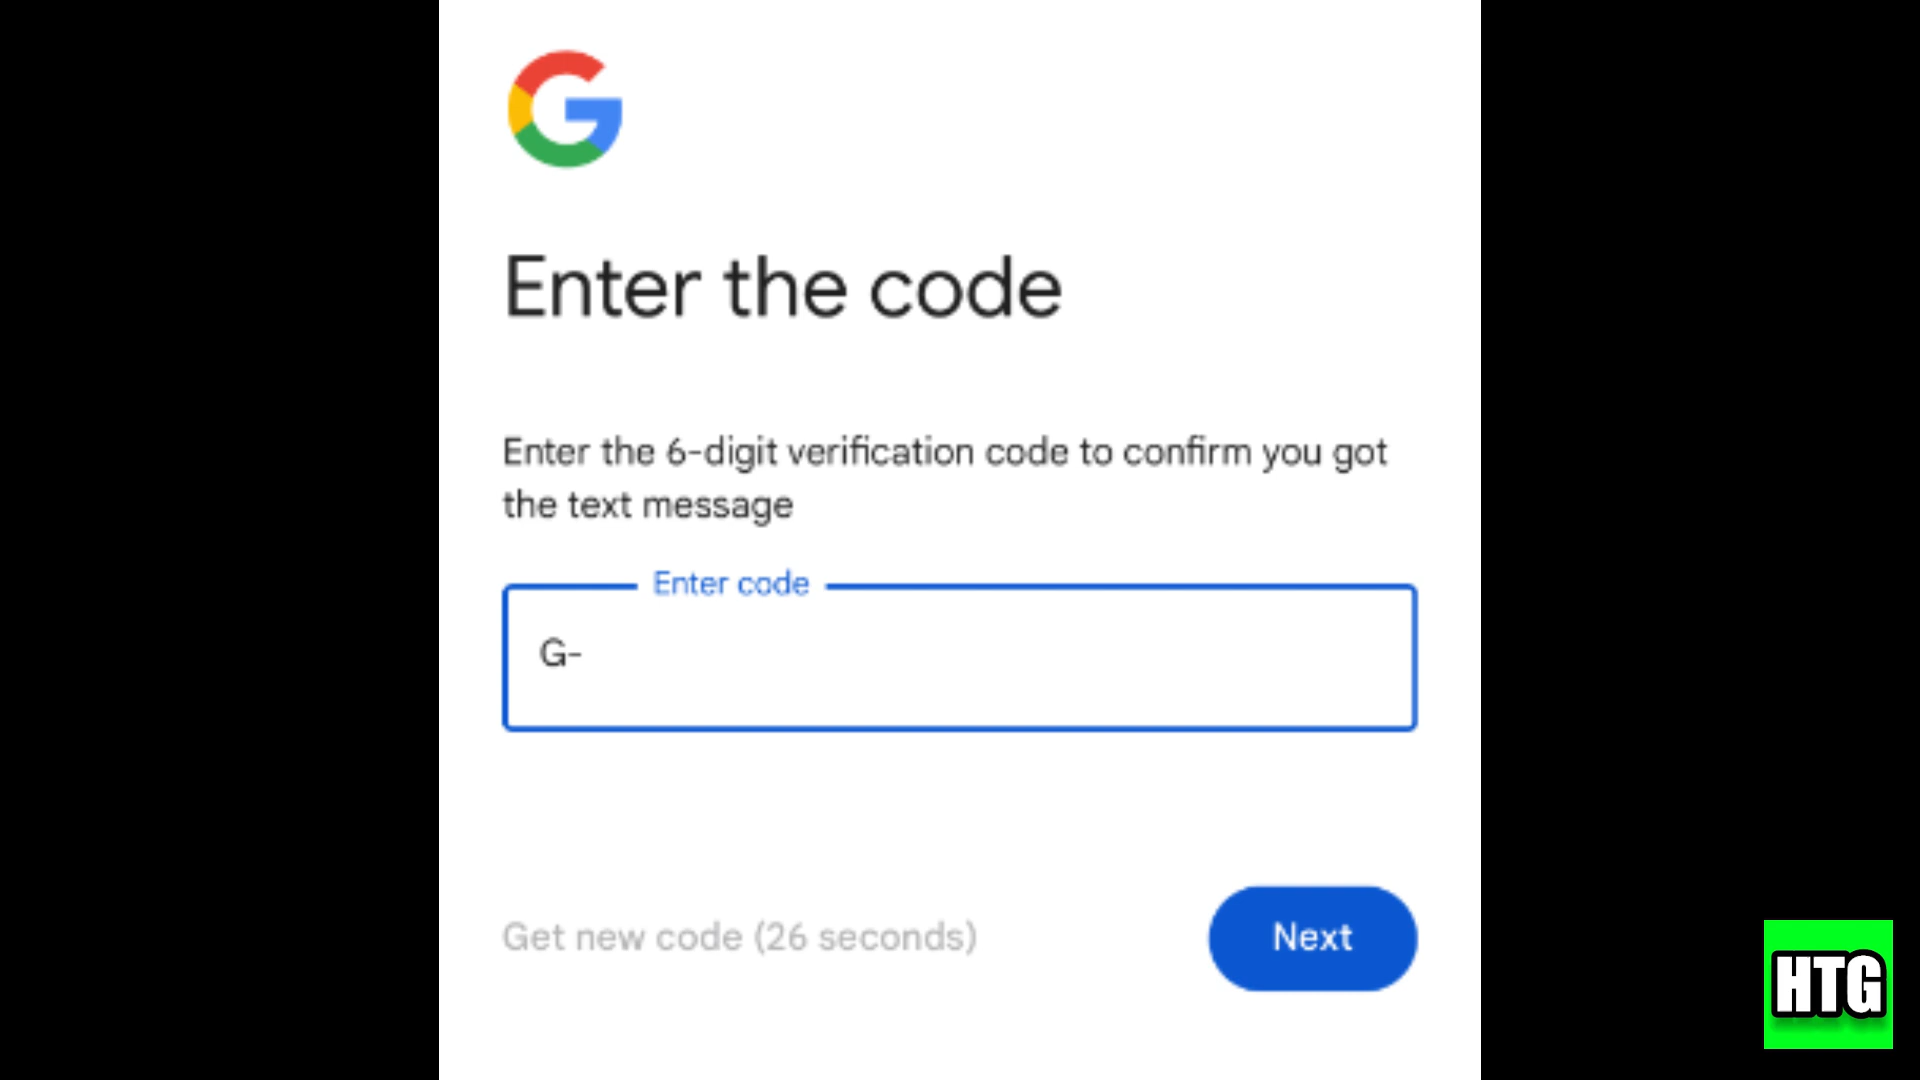 Enter the code
Enter the 6-digit verification code to confirm you got
the text message
Enter code
G-
Get new code (26 seconds)
Next
HTG